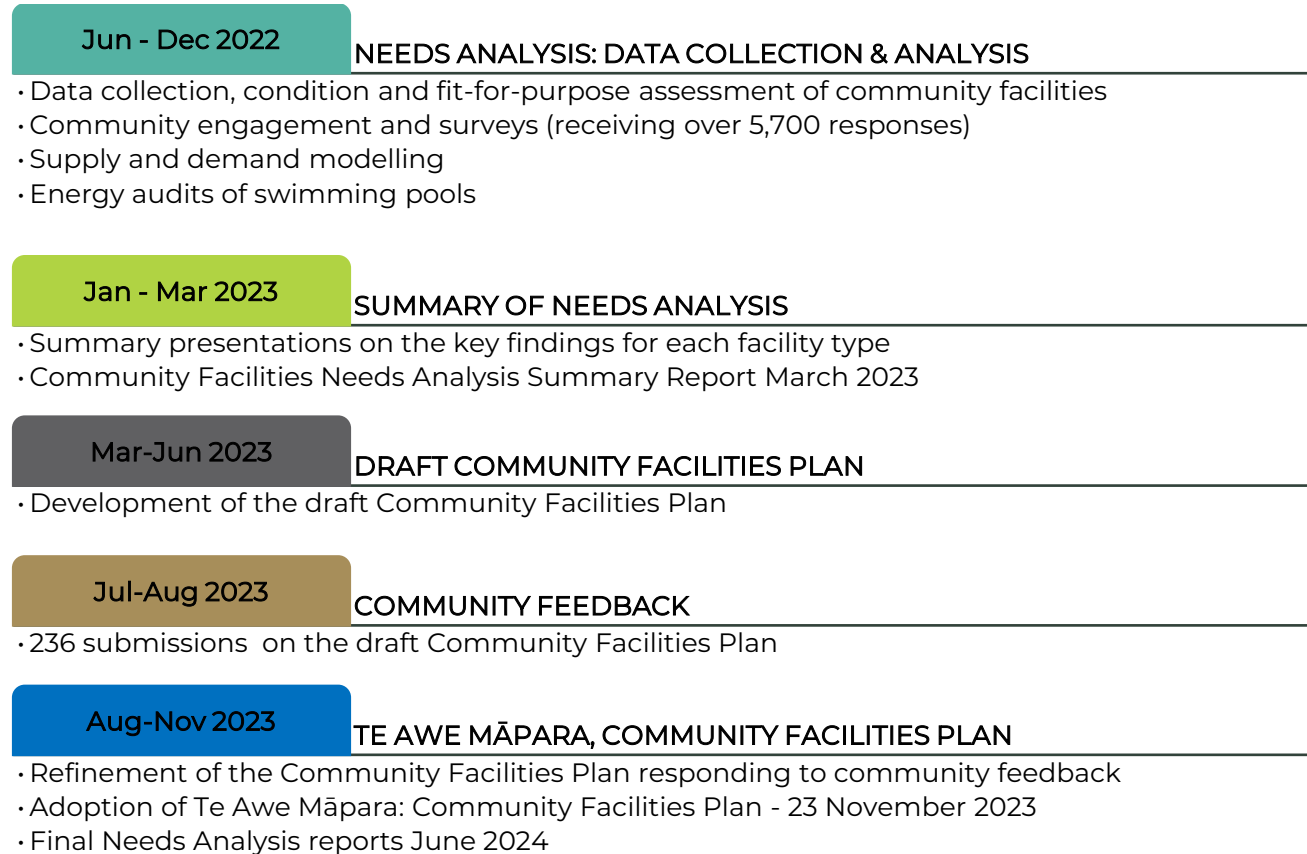 Jun - Dec 2022
NEEDS ANALYSIS: DATA COLLECTION & ANALYSIS
• Data collection, condition and fit-for-purpose assessment of community facilities
• Community engagement and surveys (receiving over 5,700 responses)
• Supply and demand modelling
• Energy audits of swimming pools
Jan - Mar 2023
SUMMARY OF NEEDS ANALYSIS
• Summary presentations on the key findings for each facility type
• Community Facilities Needs Analysis Summary Report March 2023
Mar-Jun 2023
DRAFT COMMUNITY FACILITIES PLAN
• Development of the draft Community Facilities Plan
Jul-Aug 2023
COMMUNITY FEEDBACK
• 236 submissions  on the draft Community Facilities Plan
Aug-Nov 2023
TE AWE MĀPARA, COMMUNITY FACILITIES PLAN
• Refinement of the Community Facilities Plan responding to community feedback
• Adoption of Te Awe Māpara: Community Facilities Plan - 23 November 2023
• Final Needs Analysis reports June 2024